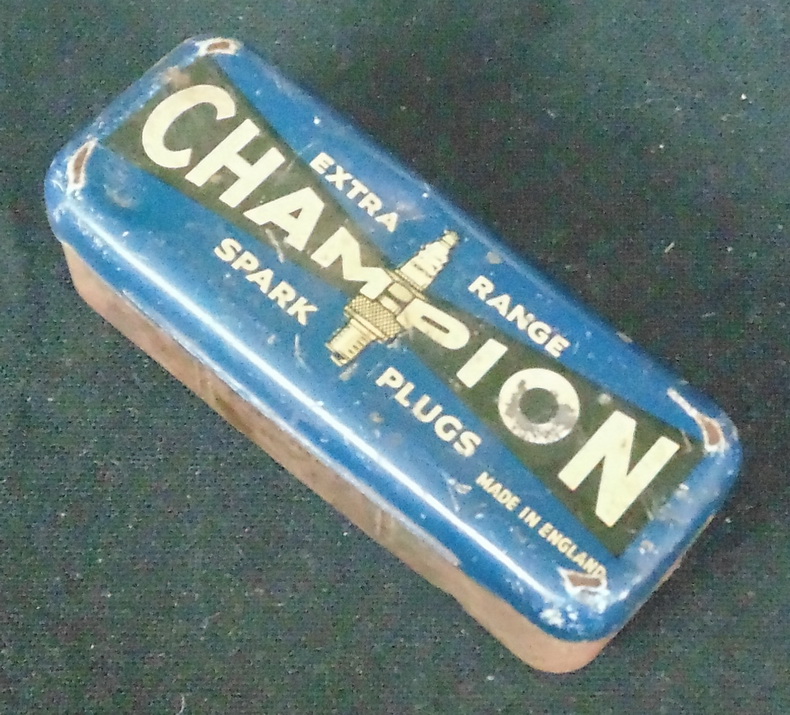 EXTRA RANGE
CHAMPION
SPARK PLUGS
MADE IN ENGLAND